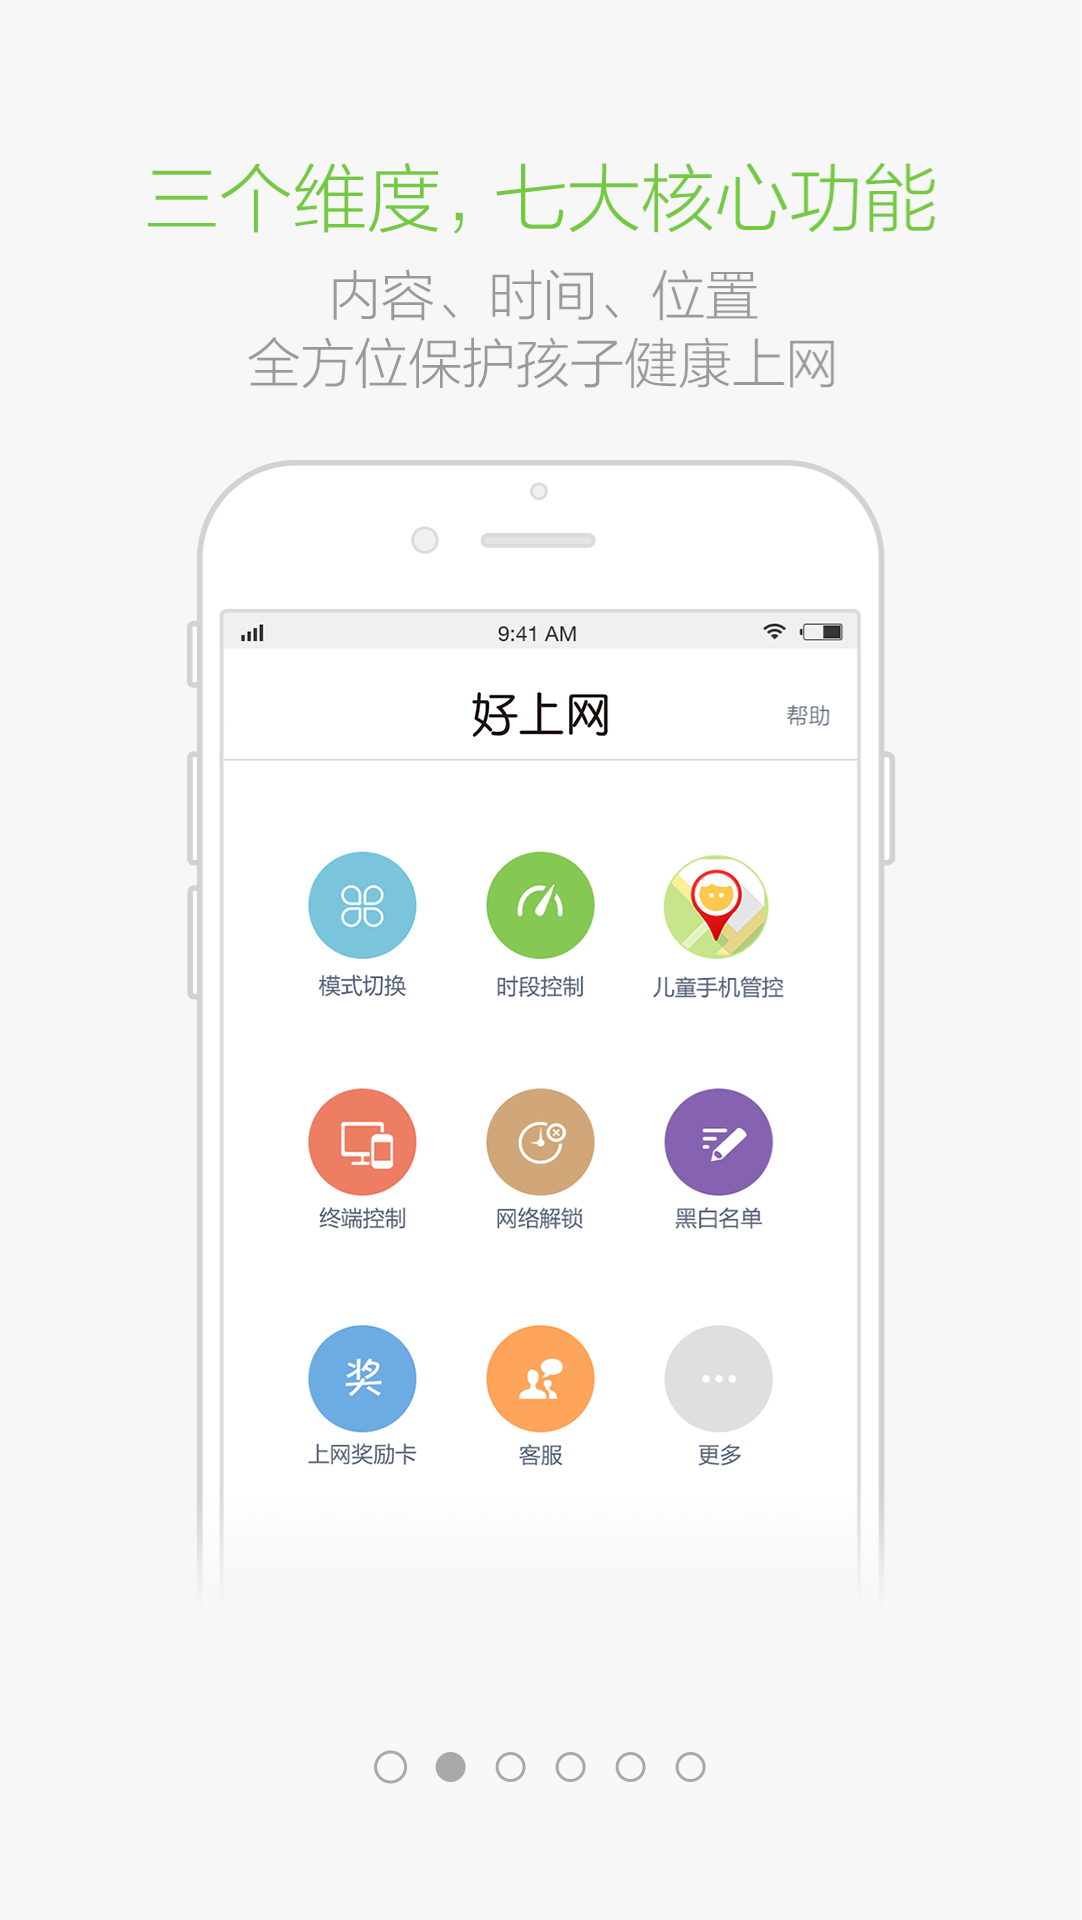 三个维度，七大核心功能
内容、时间、位置
全方位保护孩子健康上网
9:41 AM
好上网
帮助
模式切换 时段控制 儿童手机管控
终端控制 网络解锁 黑白名单
奖
上网奖励卡 客服 更多